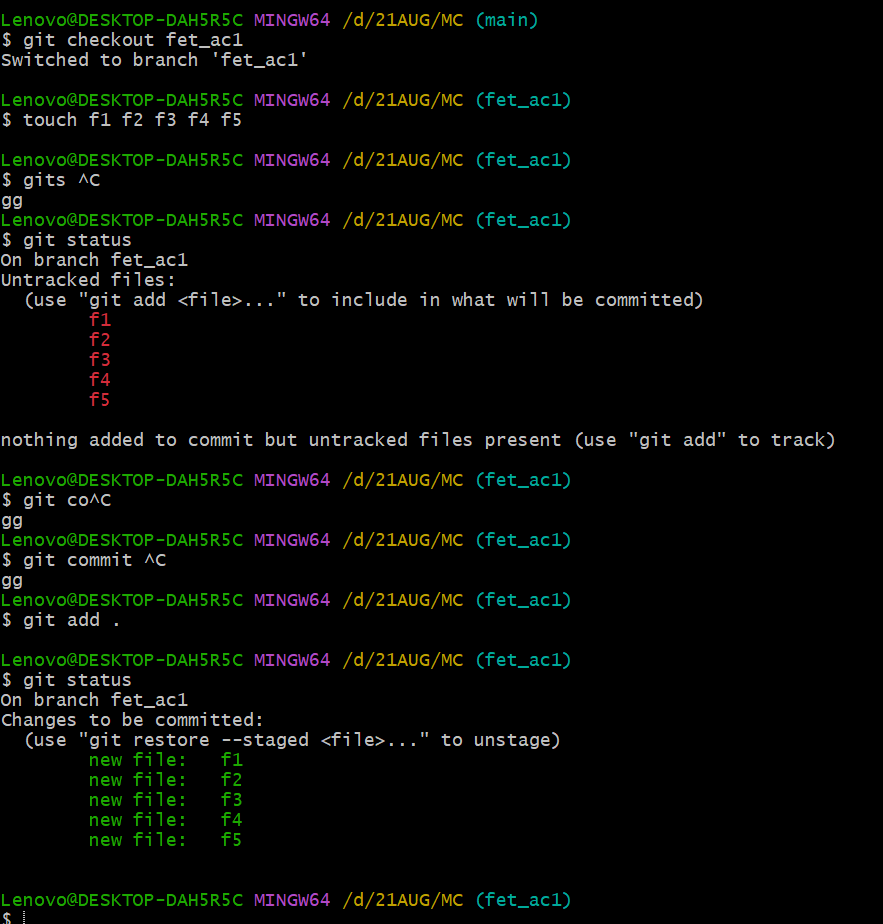 Lenovo@DESKTOP-DAH5R5C MINGW64 /d/21AUG/MC (main)
$ git checkout fet_ac1
Switched to branch 'fet_ac1'
Lenovo@DESKTOP-DAH5R5C MINGW64 /d/21AUG/MC (fet_ac1)
$ touch f1 f2 f3 f4 f5
Lenovo@DESKTOP-DAH5R5C MINGW64 /d/21AUG/MC (fet_ac1)
$ gits ^C
gg
Lenovo@DESKTOP-DAH5R5C MINGW64 /d/21AUG/MC (fet_ac1)
$ git status
On branch fet_ac1
Untracked files:
  (use "git add <file>..." to include in what will be committed)
        f1
        f2
        f3
        f4
        f5
nothing added to commit but untracked files present (use "git add" to track)
Lenovo@DESKTOP-DAH5R5C MINGW64 /d/21AUG/MC (fet_ac1)
$ git co^C
gg
Lenovo@DESKTOP-DAH5R5C MINGW64 /d/21AUG/MC (fet_ac1)
$ git commit ^C
gg
Lenovo@DESKTOP-DAH5R5C MINGW64 /d/21AUG/MC (fet_ac1)
$ git add .
Lenovo@DESKTOP-DAH5R5C MINGW64 /d/21AUG/MC (fet_ac1)
$ git status
On branch fet_ac1
Changes to be committed:
  (use "git restore --staged <file>..." to unstage)
        new file:   f1
        new file:   f2
        new file:   f3
        new file:   f4
        new file:   f5
Lenovo@DESKTOP-DAH5R5C MINGW64 /d/21AUG/MC (fet_ac1)
$